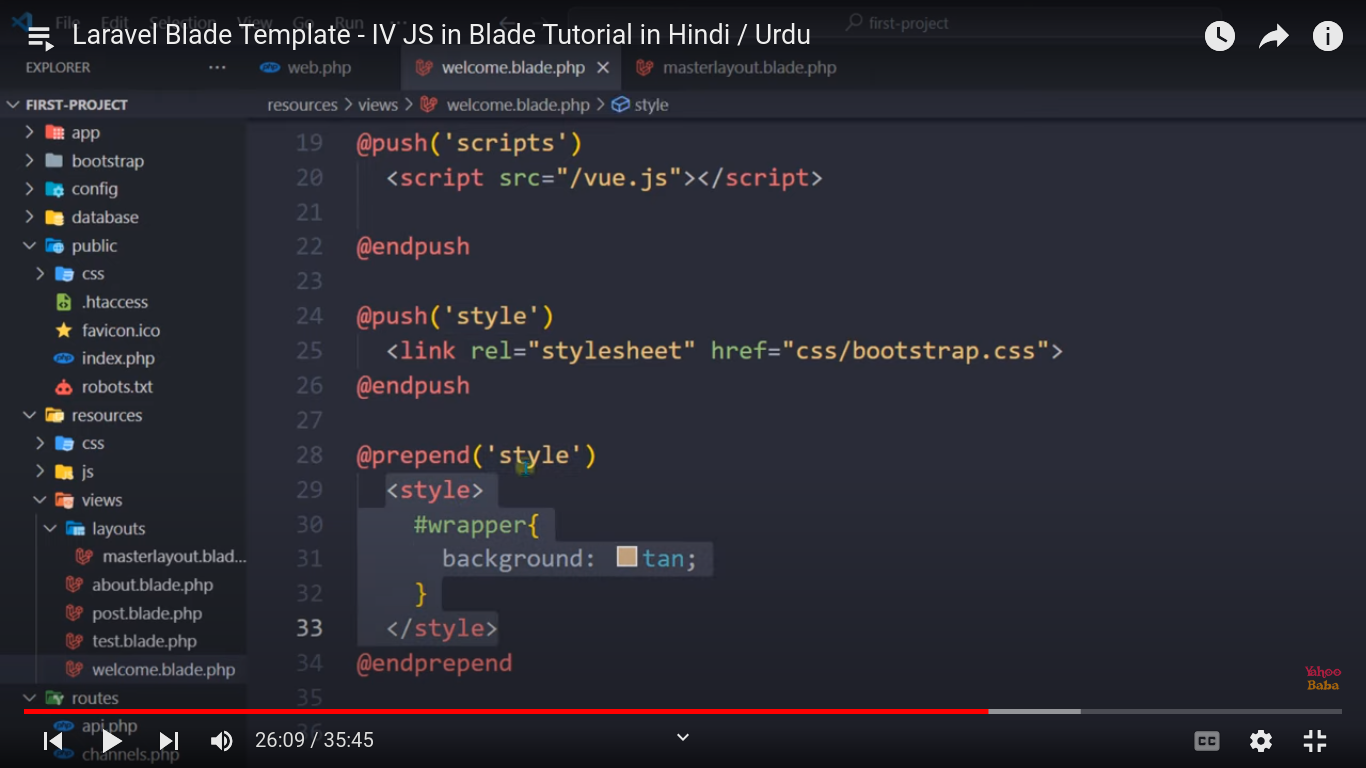 File Edit Selection View Go Run ···
first-project
Laravel Blade Template - IV JS in Blade Tutorial in Hindi / Urdu
EXPLORER ···
web.php
welcome.blade.php
masterlayout.blade.php
FIRST-PROJECT
resources > views > welcome.blade.php > style
app
bootstrap
config
database
public
css
.htaccess
favicon.ico
index.php
robots.txt
resources
css
js
views
layouts
masterlayout.blad...
about.blade.php
post.blade.php
test.blade.php
welcome.blade.php
routes
api.php
channels.php
19 @push('scripts')
20 <script src="/vue.js"></script>
21
22 @endpush
23
24 @push('style')
25 <link rel="stylesheet" href="css/bootstrap.css">
26 @endpush
27
28 @prepend('style')
29 <style>
30 #wrapper{
31 background: tan;
32 }
33 </style>
34 @endprepend
35
Yahoo
Baba
26:09 / 35:45
CC